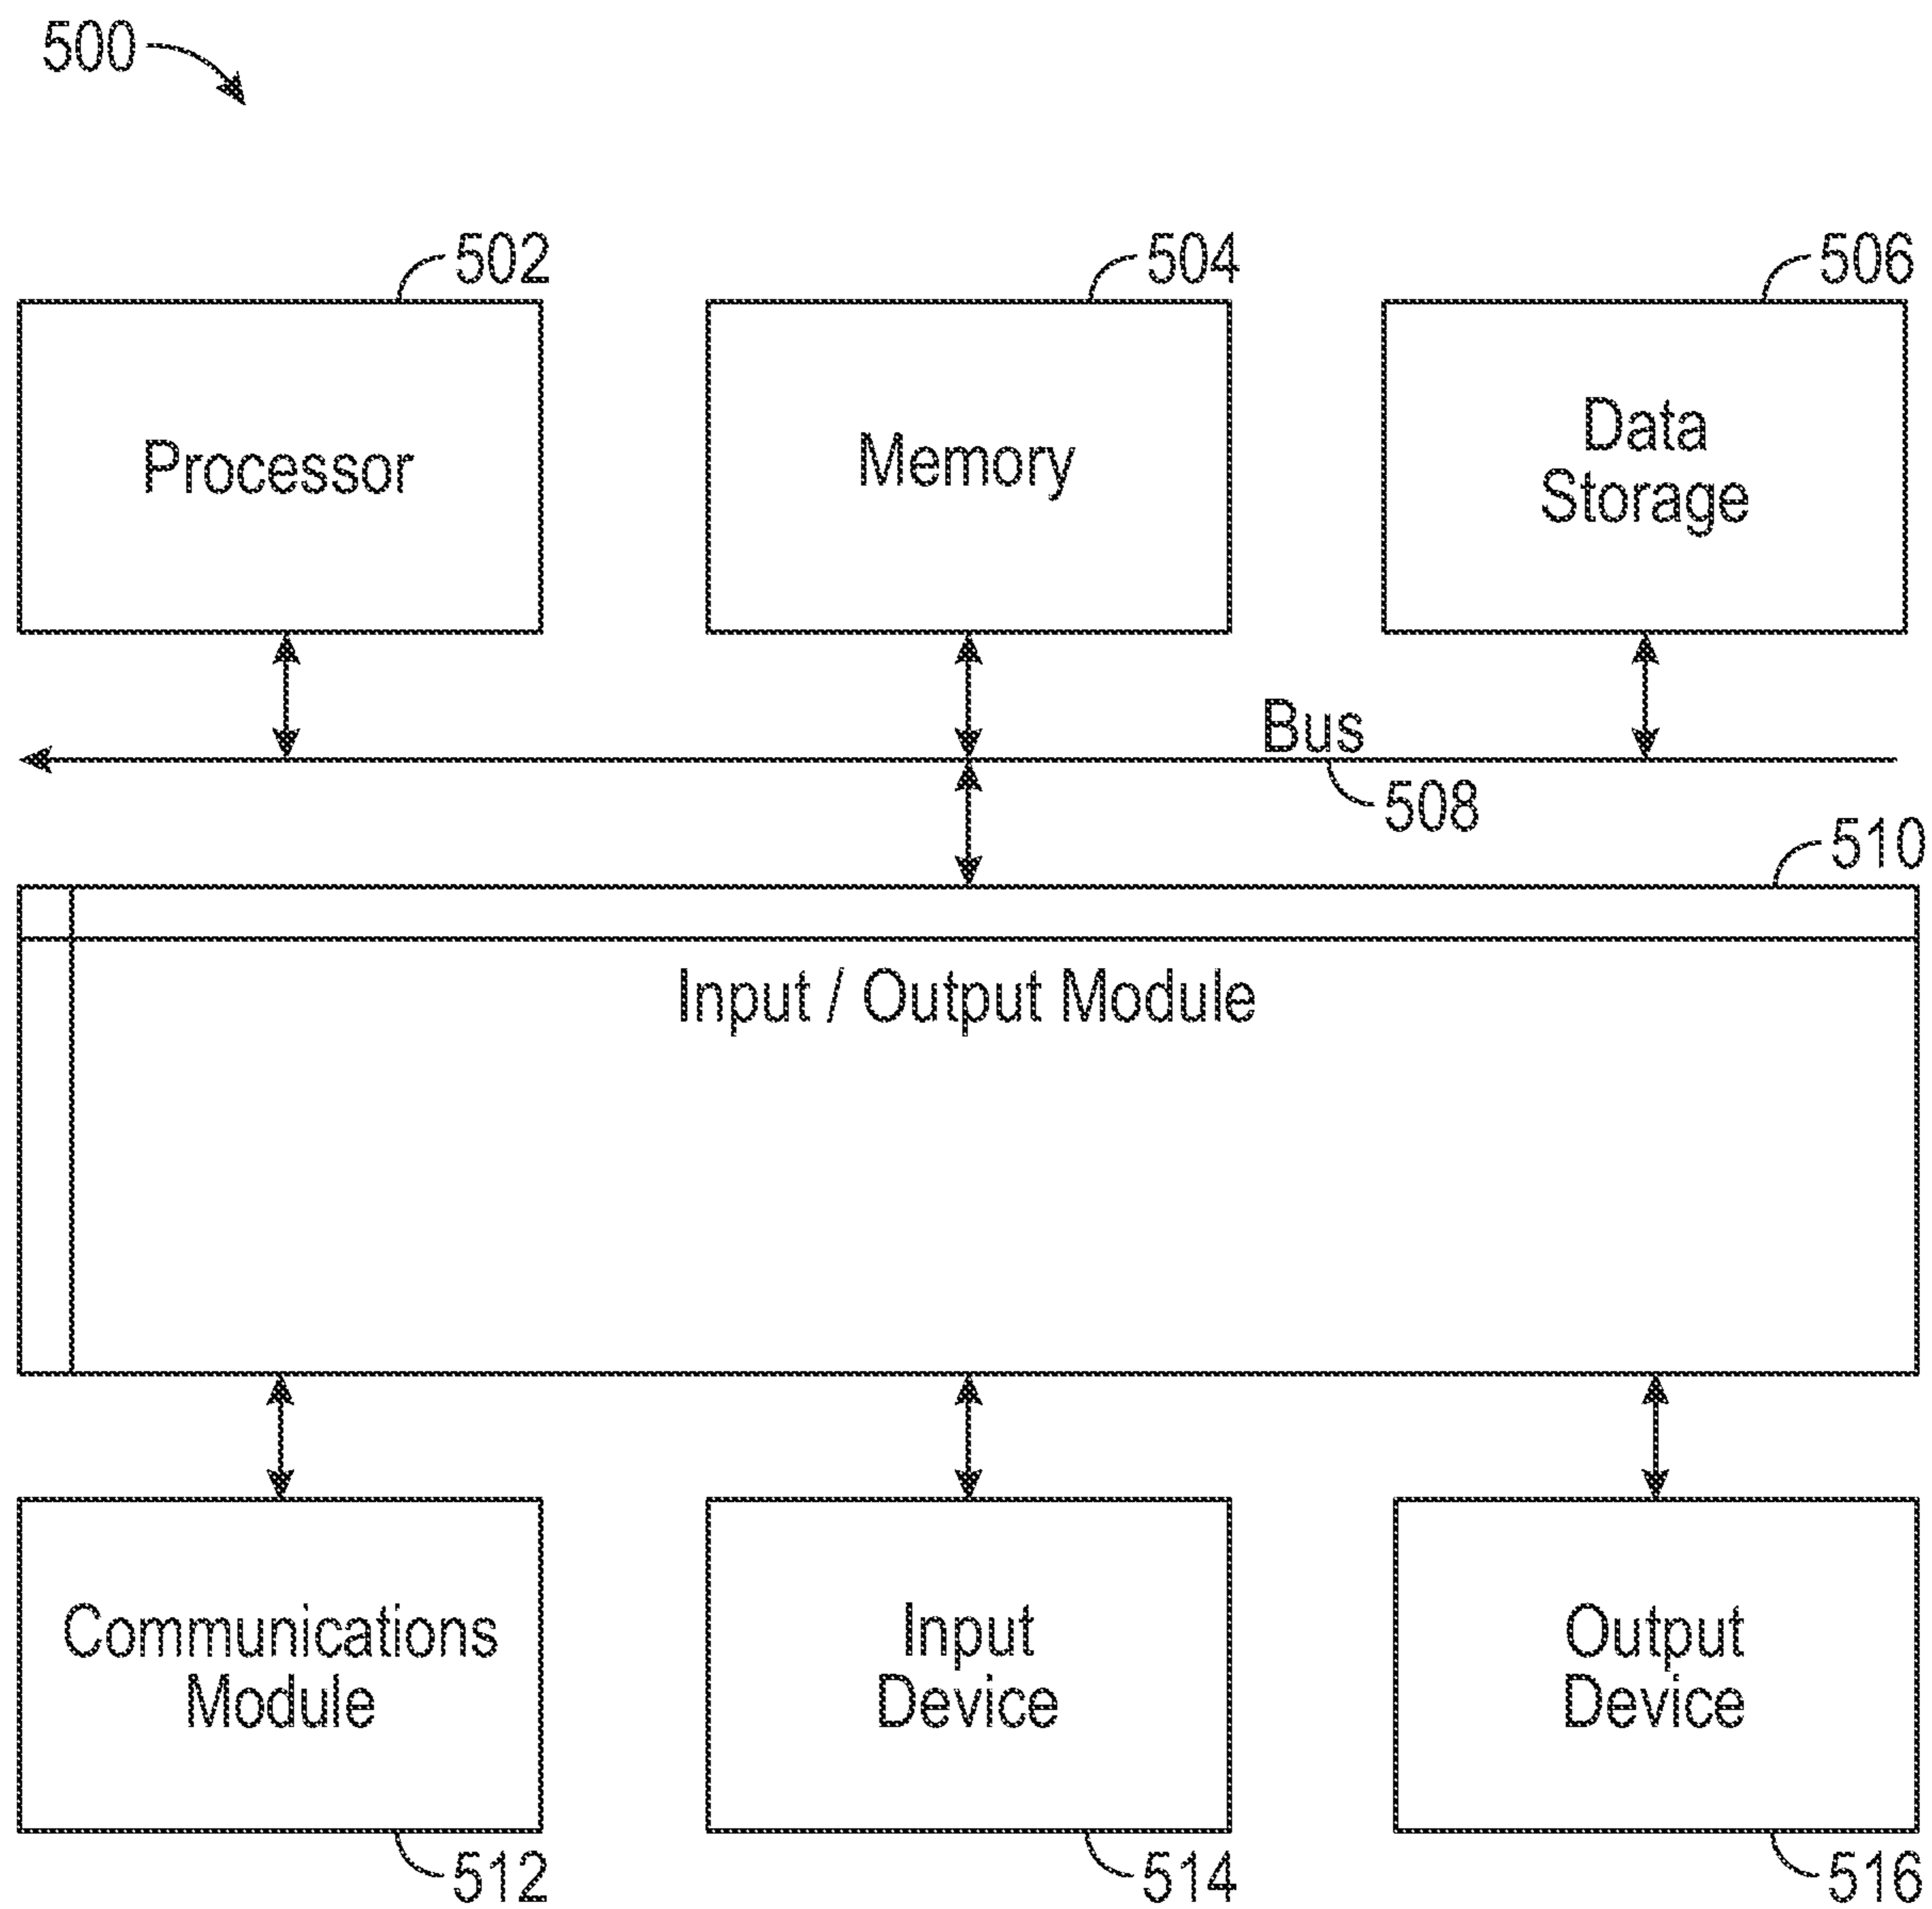 500
502
504
506
Processor
Memory
Data
Storage
Bus
508
510
Input / Output Module
Communications
Module
Input
Device
Output
Device
512
514
516